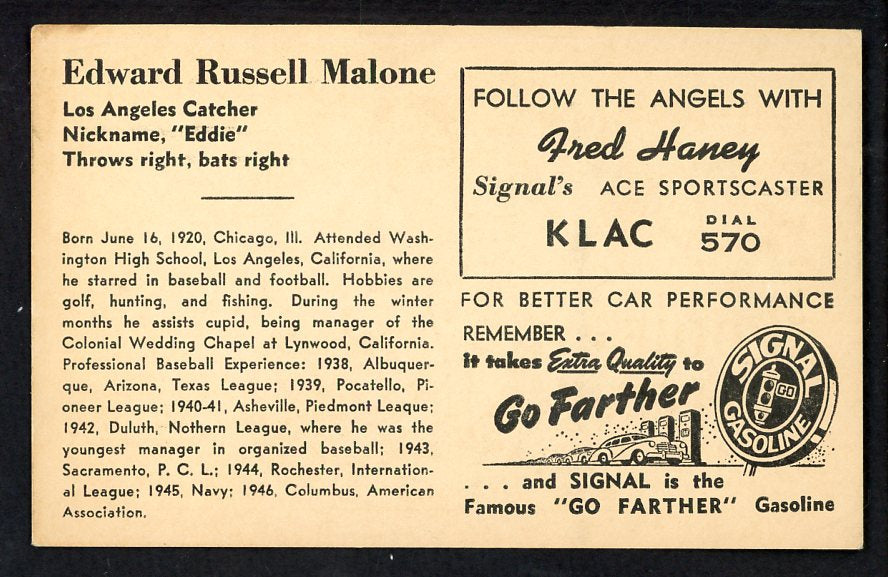 Edward Russell Malone
Los Angeles Catcher
Nickname, "Eddie"
Throws right, bats right
Born June 16, 1920, Chicago, Ill. Attended Wash-
ington High School, Los Angeles, California, where
he starred in baseball and football. Hobbies are
golf, hunting, and fishing. During the winter
months he assists cupid, being manager of the
Colonial Wedding Chapel at Lynwood, California.
Professional Baseball Experience: 1938, Albuquer-
que, Arizona, Texas League; 1939, Pocatello, Pi-
oneer League; 1940-41, Asheville, Piedmont League;
1942, Duluth, Nothern League, where he was the
youngest manager in organized baseball; 1943,
Sacramento, P. C. L.; 1944, Rochester, Internation-
al League; 1945, Navy; 1946, Columbus, American
Association.
FOLLOW THE ANGELS WITH
Fred Haney
Signal's ACE SPORTSCASTER
KLAC DIAL 570
FOR BETTER CAR PERFORMANCE
REMEMBER . . .
it takes Extra Quality to
Go Farther
SIGNAL
GO
GASOLINE
. . . and SIGNAL is the
Famous "GO FARTHER" Gasoline